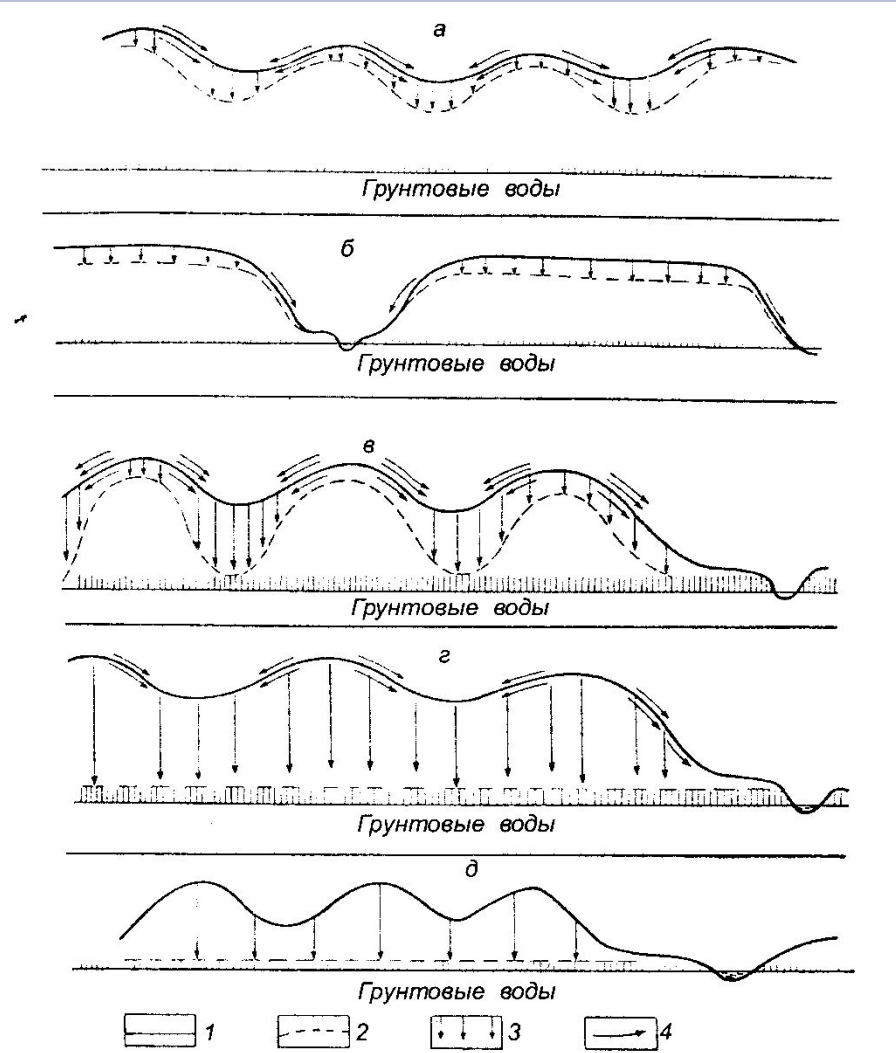 а
Грунтовые воды
б
Грунтовые воды
в
Грунтовые воды
г
Грунтовые воды
д
Грунтовые воды
1 2 3 4